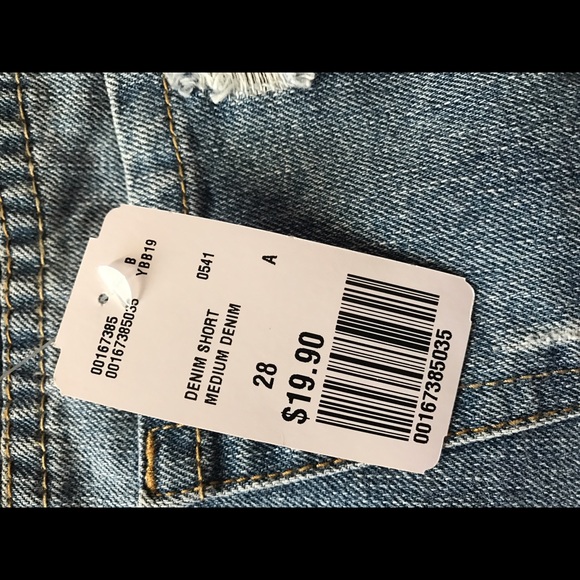 00167385 B
00167385035 YBB19
0541
DENIM SHORT
MEDIUM DENIM
A
28
$19.90
00167385035